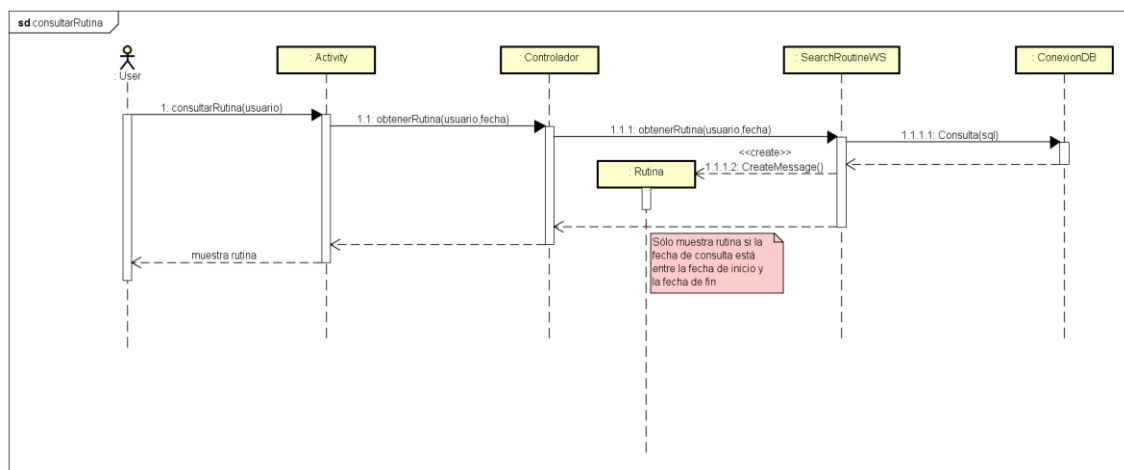 sd consultarRutina
: User
: Activity
: Controlador
: SearchRoutineWS
: ConexionDB
1: consultarRutina(usuario)
1.1: obtenerRutina(usuario,fecha)
1.1.1: obtenerRutina(usuario,fecha)
1.1.1.1: Consulta(sql)
<<create>>
1.1.1.2: CreateMessage()
: Rutina
Sólo muestra rutina si la
fecha de consulta está
entre la fecha de inicio y
la fecha de fin
muestra rutina